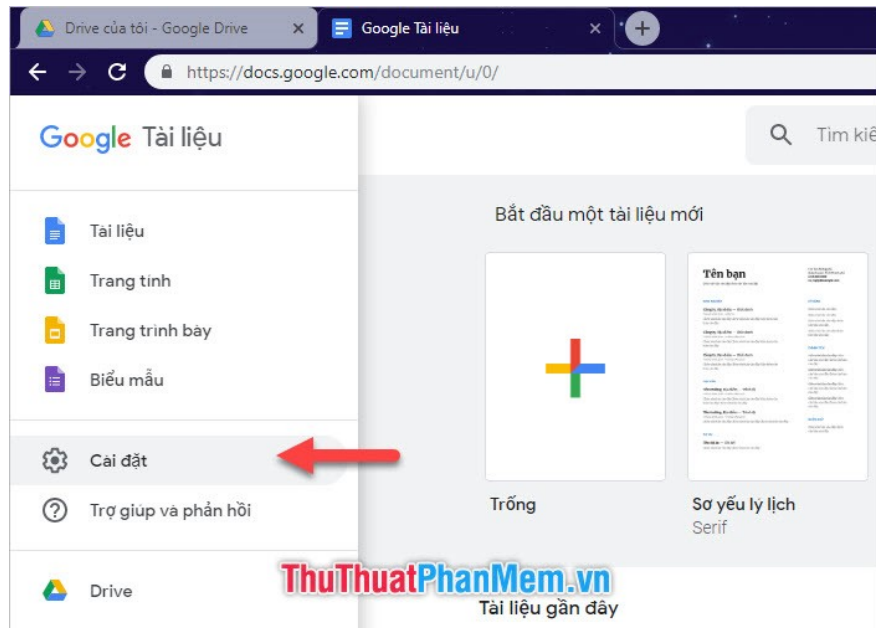 Drive của tôi - Google Drive
Google Tài liệu
https://docs.google.com/document/u/0/
Google Tài liệu
Tìm kiế
Tài liệu
Trang tính
Trang trình bày
Biểu mẫu
Cài đặt
Trợ giúp và phản hồi
Drive
Bắt đầu một tài liệu mới
Tên bạn
Trống
Sơ yếu lý lịch
Serif
ThuThuatPhanMem.vn
Tài liệu gần đây